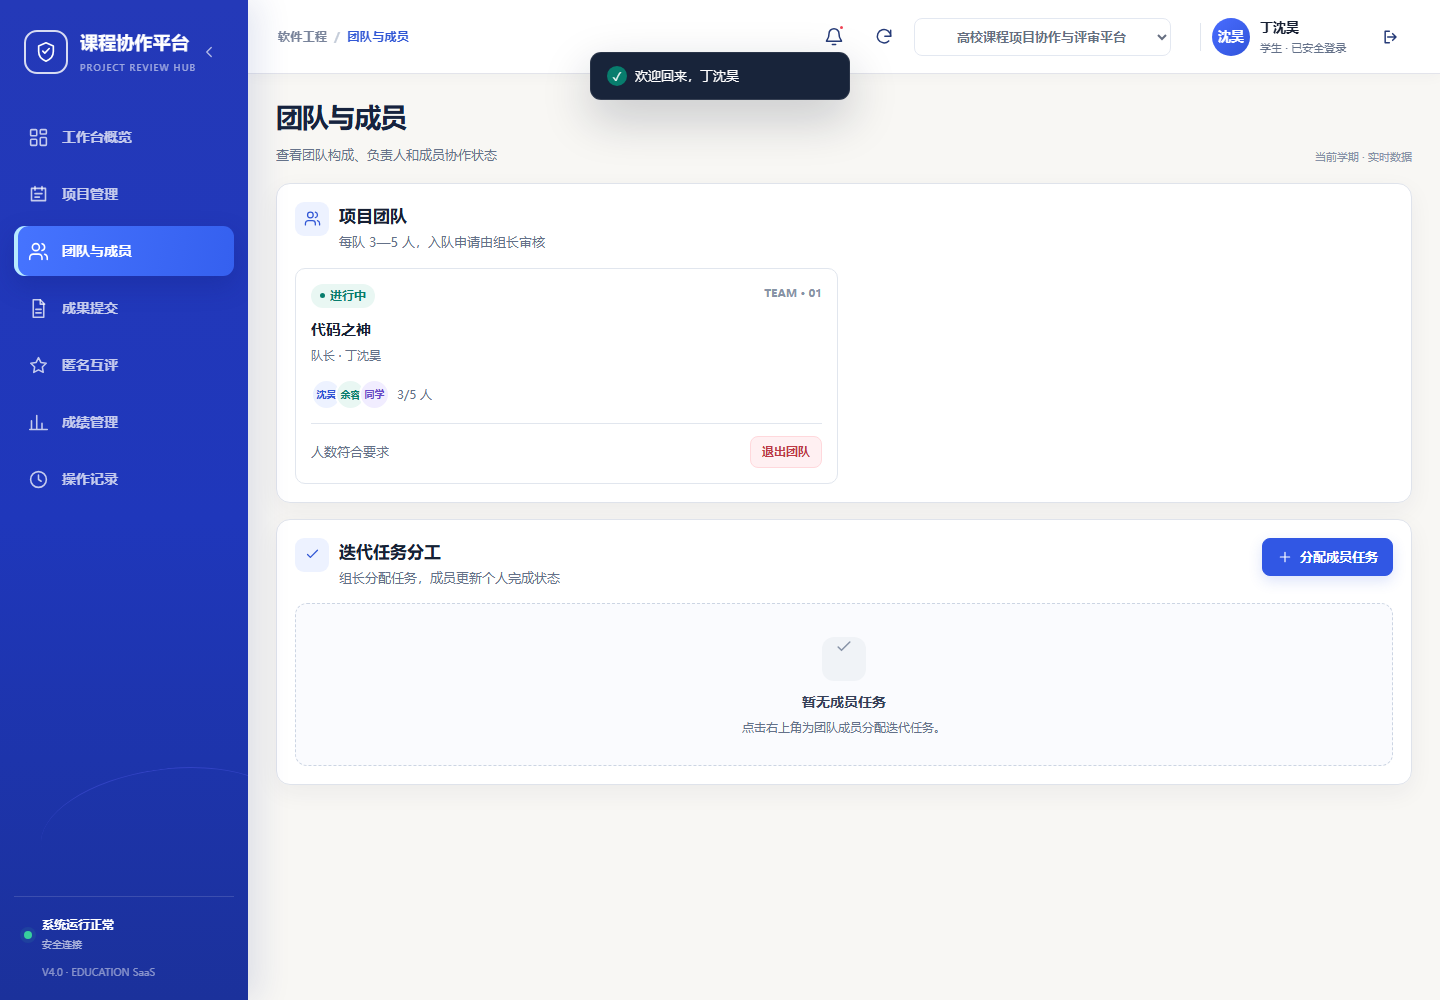 课程协作平台
PROJECT REVIEW HUB
工作台概览
项目管理
团队与成员
成果提交
匿名互评
成绩管理
操作记录
系统运行正常
安全连接
V4.0 · EDUCATION SaaS
软件工程 / 团队与成员
高校课程项目协作与评审平台
沈昊
丁沈昊
学生 · 已安全登录
欢迎回来，丁沈昊
团队与成员
查看团队构成、负责人和成员协作状态
当前学期 · 实时数据
项目团队
每队 3—5 人，入队申请由组长审核
进行中
TEAM • 01
代码之神
队长 · 丁沈昊
沈昊 余容 同学 3/5 人
人数符合要求
退出团队
迭代任务分工
组长分配任务，成员更新个人完成状态
分配成员任务
暂无成员任务
点击右上角为团队成员分配迭代任务。